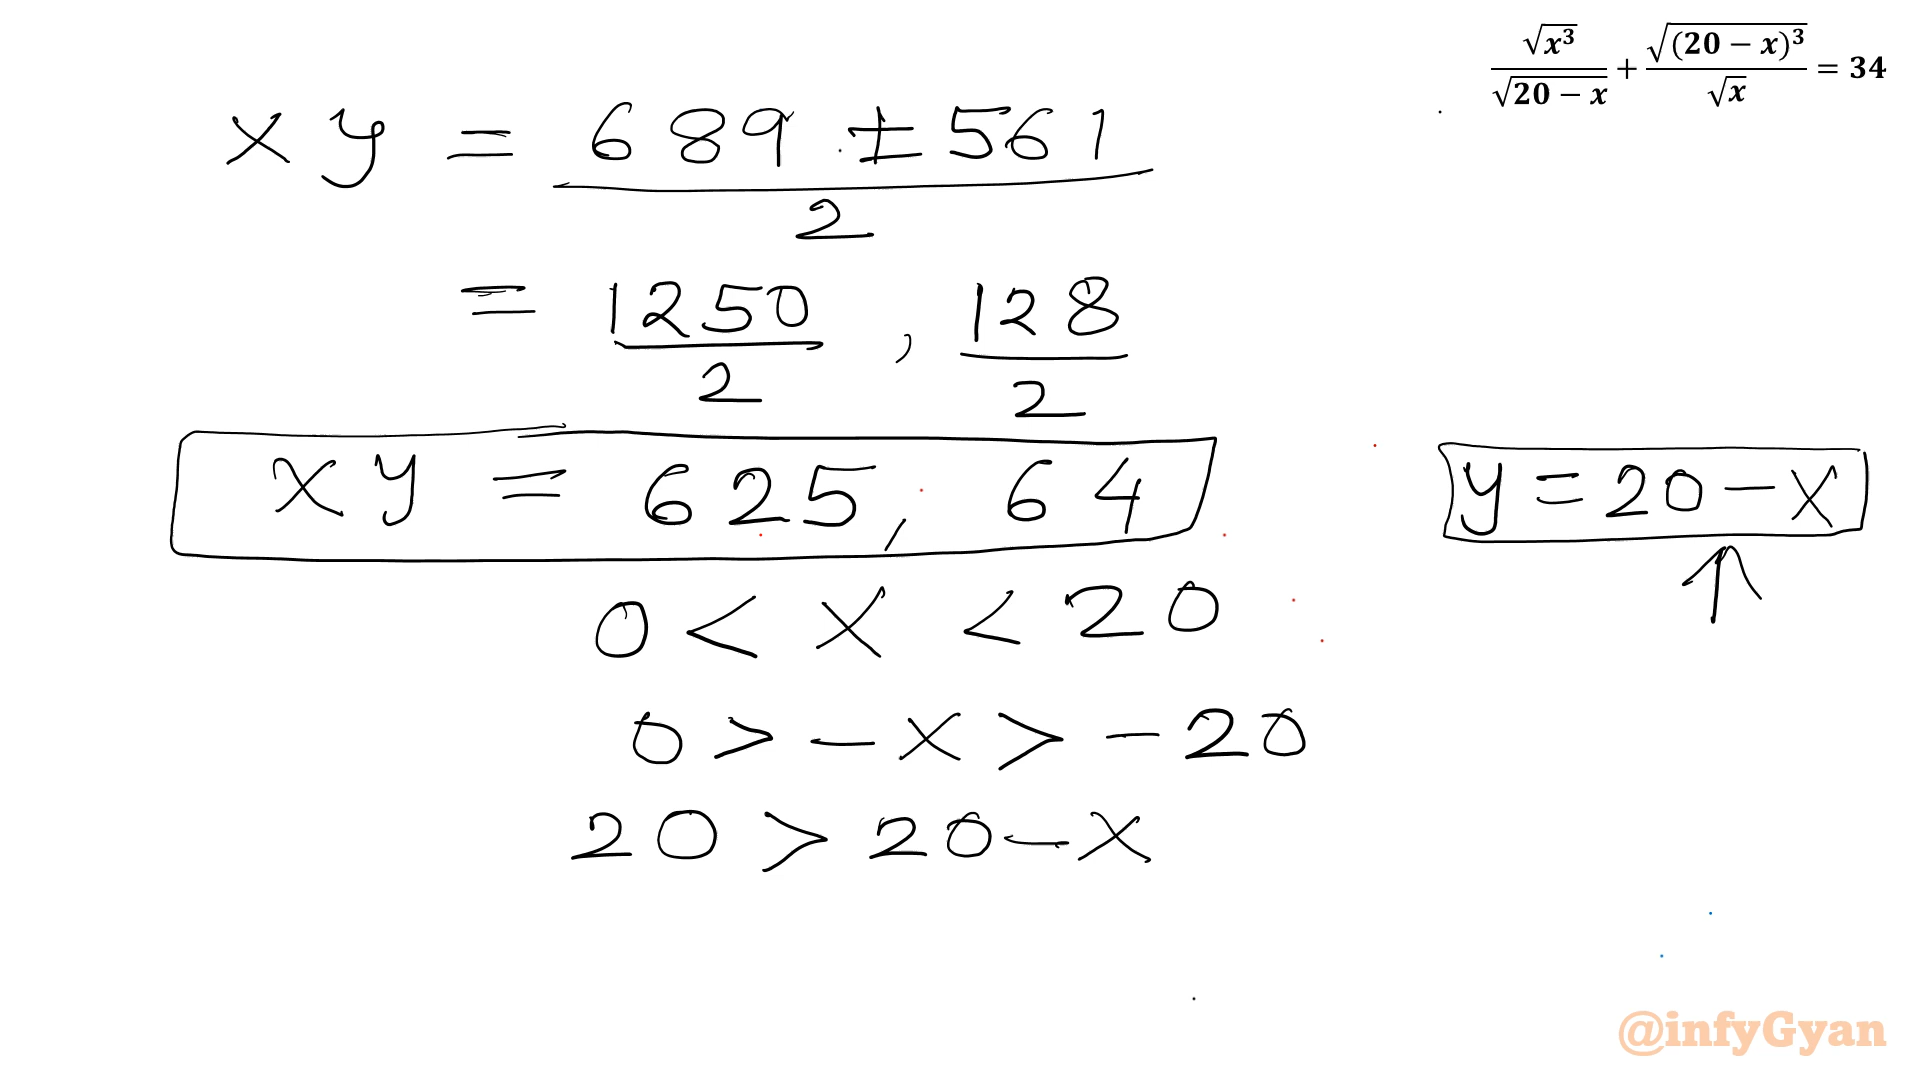 √x³/√(20 − x) + √(20 − x)³/√x = 34
xy = (689 ± 561)/2
= 1250/2 , 128/2
xy = 625, 64
y = 20 − x
0 < x < 20
0 > −x > −20
20 > 20 − x
@infyGyan